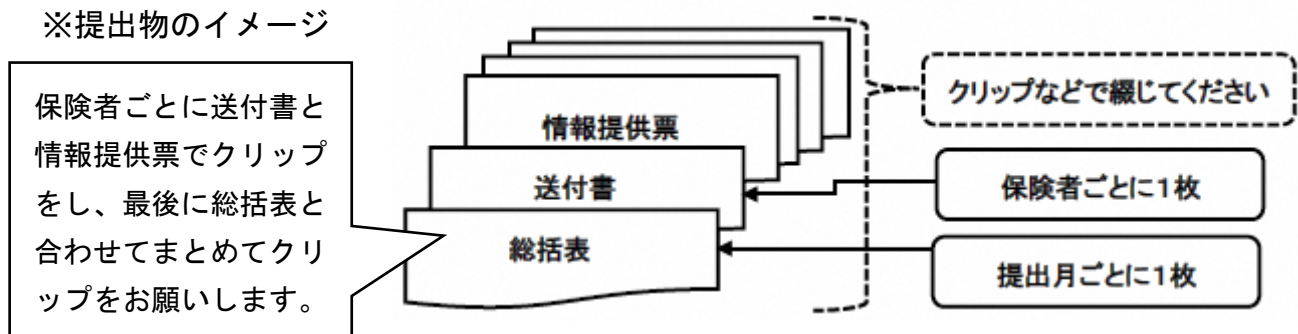 ※提出物のイメージ
保険者ごとに送付書と
情報提供票でクリップ
をし、最後に総括表と
合わせてまとめてクリ
ップをお願いします。
情報提供票
送付書
総括表
クリップなどで綴じてください
保険者ごとに1枚
提出月ごとに1枚